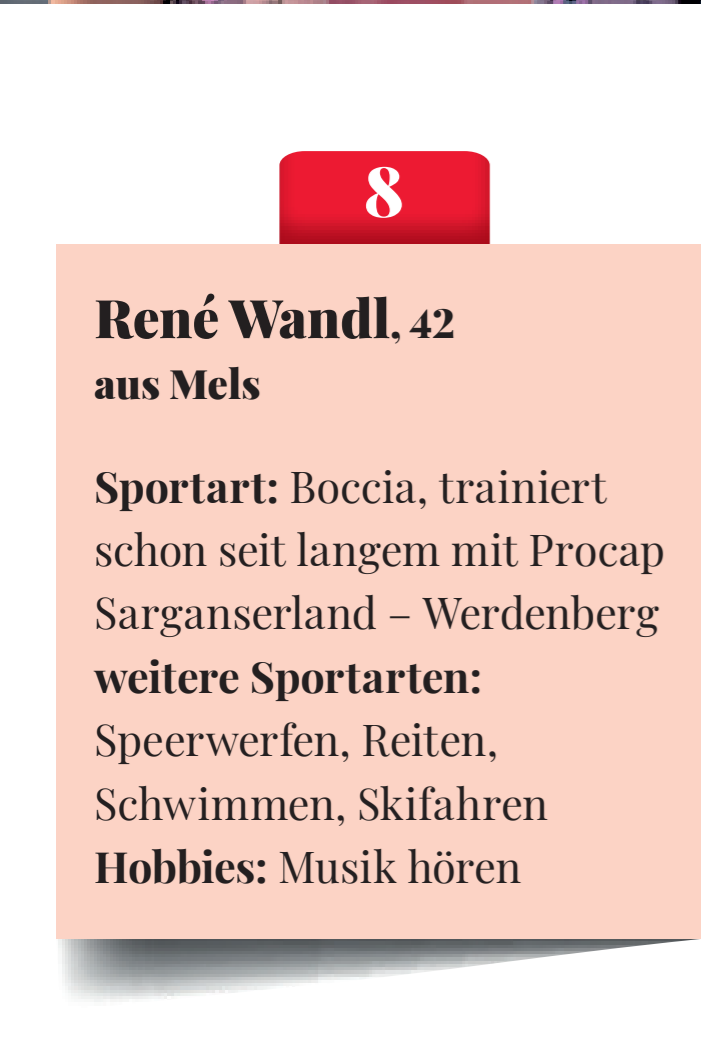 8
René Wandl, 42
aus Mels
Sportart: Boccia, trainiert
schon seit langem mit Procap
Sarganserland – Werdenberg
weitere Sportarten:
Speerwerfen, Reiten,
Schwimmen, Skifahren
Hobbies: Musik hören